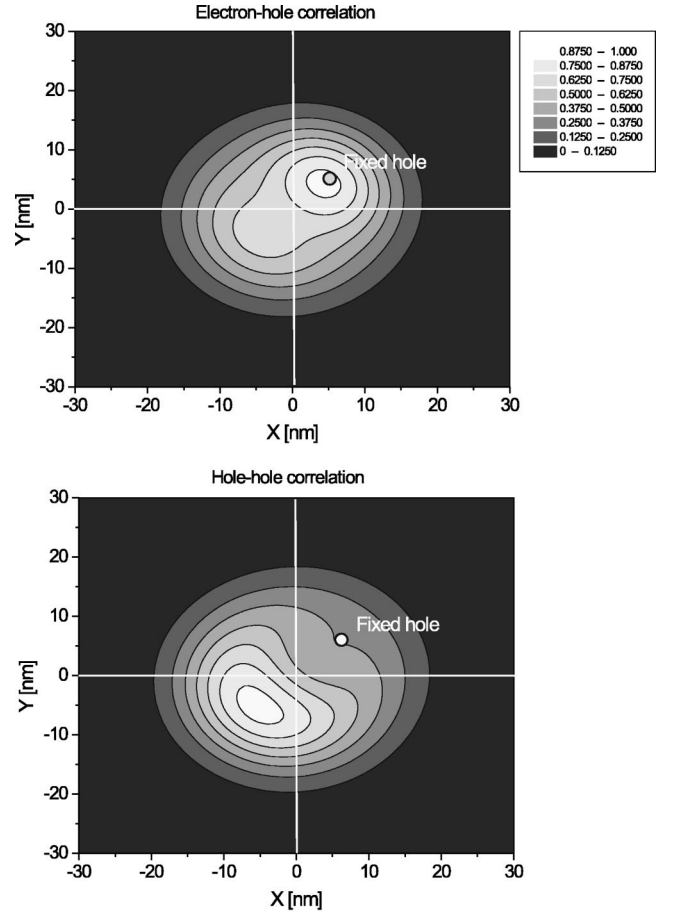 Electron-hole correlation
30
20
10
0
-10
-20
-30
Y [nm]
Fixed hole
-30
-20
-10
0
10
20
30
X [nm]
0.8750 – 1.000
0.7500 – 0.8750
0.6250 – 0.7500
0.5000 – 0.6250
0.3750 – 0.5000
0.2500 – 0.3750
0.1250 – 0.2500
0 – 0.1250
Hole-hole correlation
30
20
10
0
-10
-20
-30
Y [nm]
Fixed hole
-30
-20
-10
0
10
20
30
X [nm]